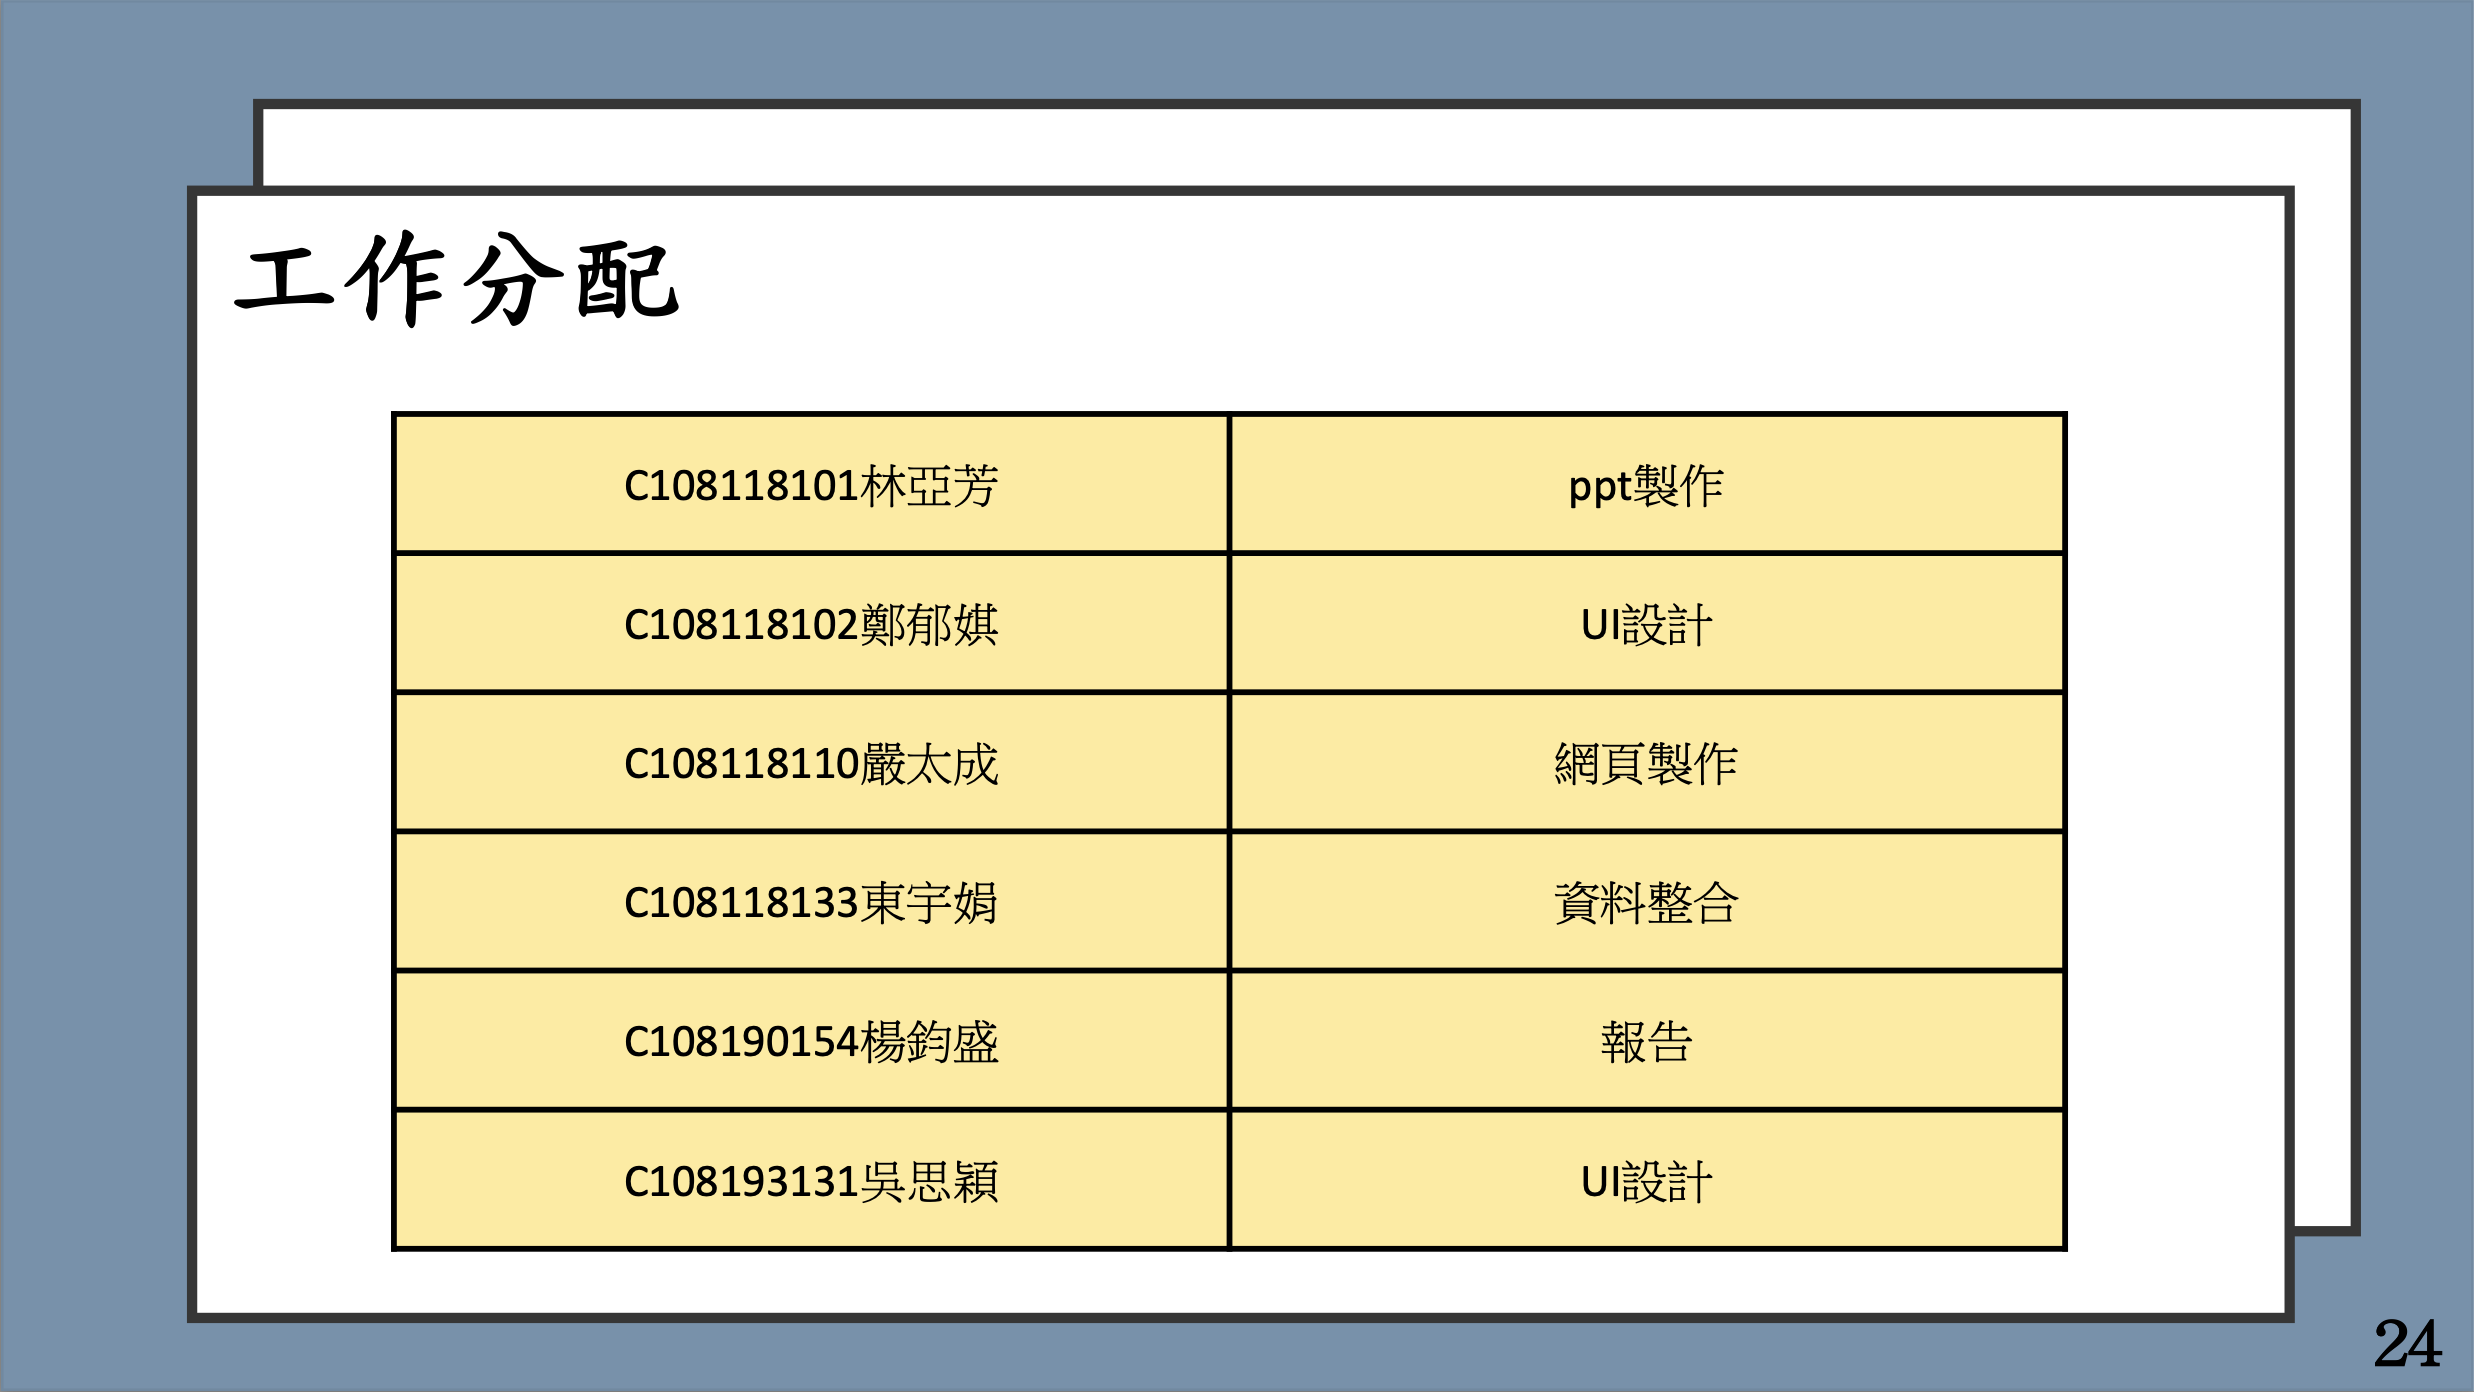 工作分配
C108118101林亞芳 ppt製作
C108118102鄭郁娸 UI設計
C108118110嚴太成 網頁製作
C108118133東宇娟 資料整合
C108190154楊鈞盛 報告
C108193131吳思穎 UI設計
24